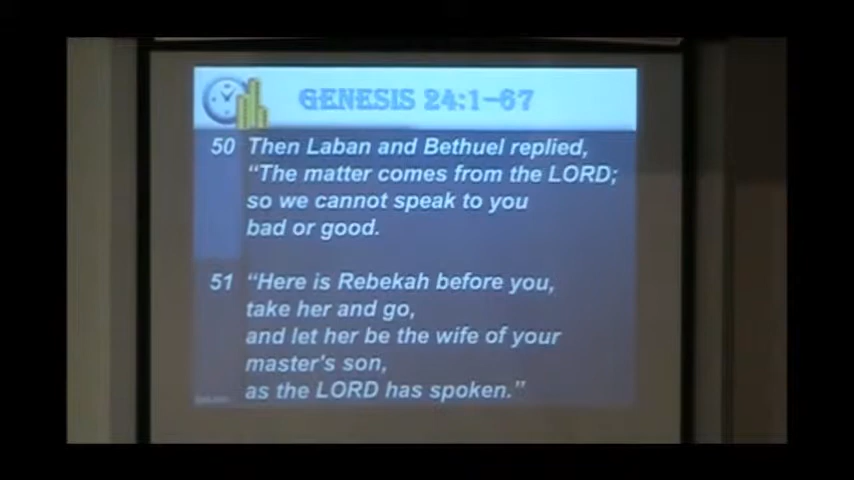 GENESIS 24:1-67
50 Then Laban and Bethuel replied,
"The matter comes from the LORD;
so we cannot speak to you
bad or good.
51 "Here is Rebekah before you,
take her and go,
and let her be the wife of your
master's son,
as the LORD has spoken."